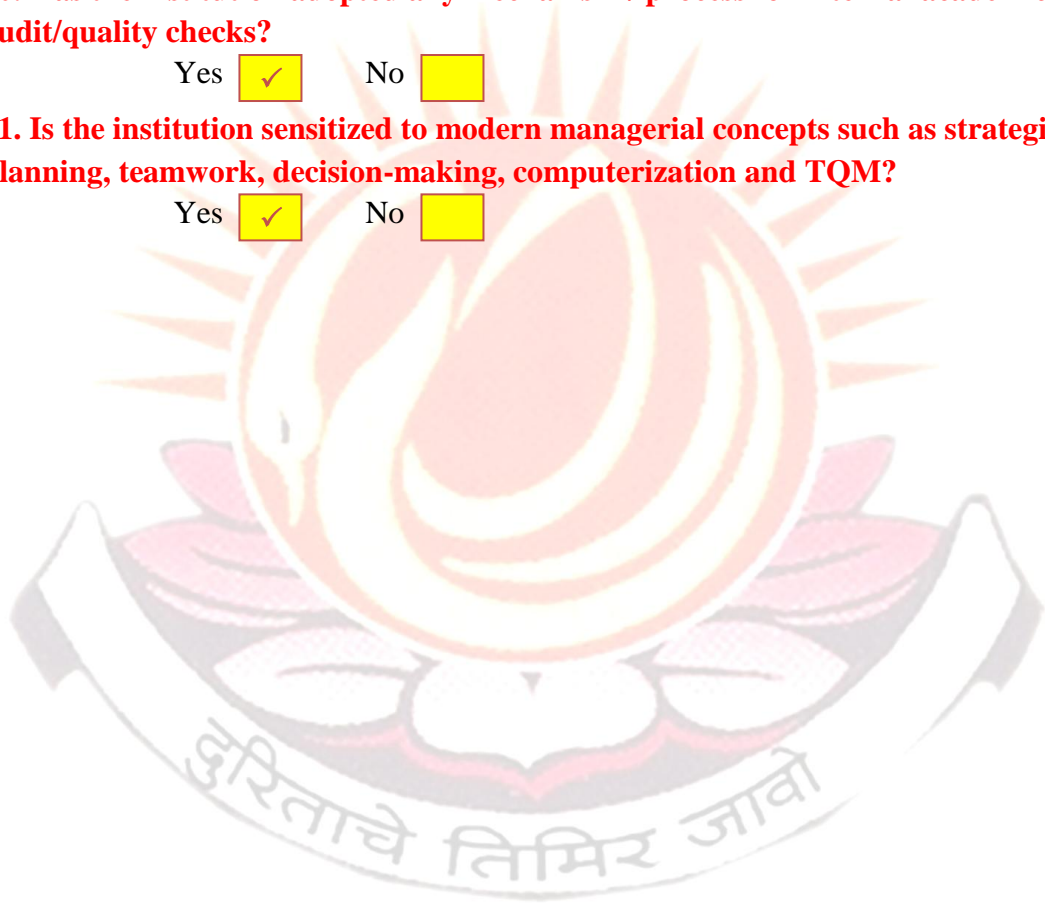 udit/quality checks?
Yes ✓ No
1. Is the institution sensitized to modern managerial concepts such as strategi
lanning, teamwork, decision-making, computerization and TQM?
Yes ✓ No
दुरिताचे तिमिर जावो